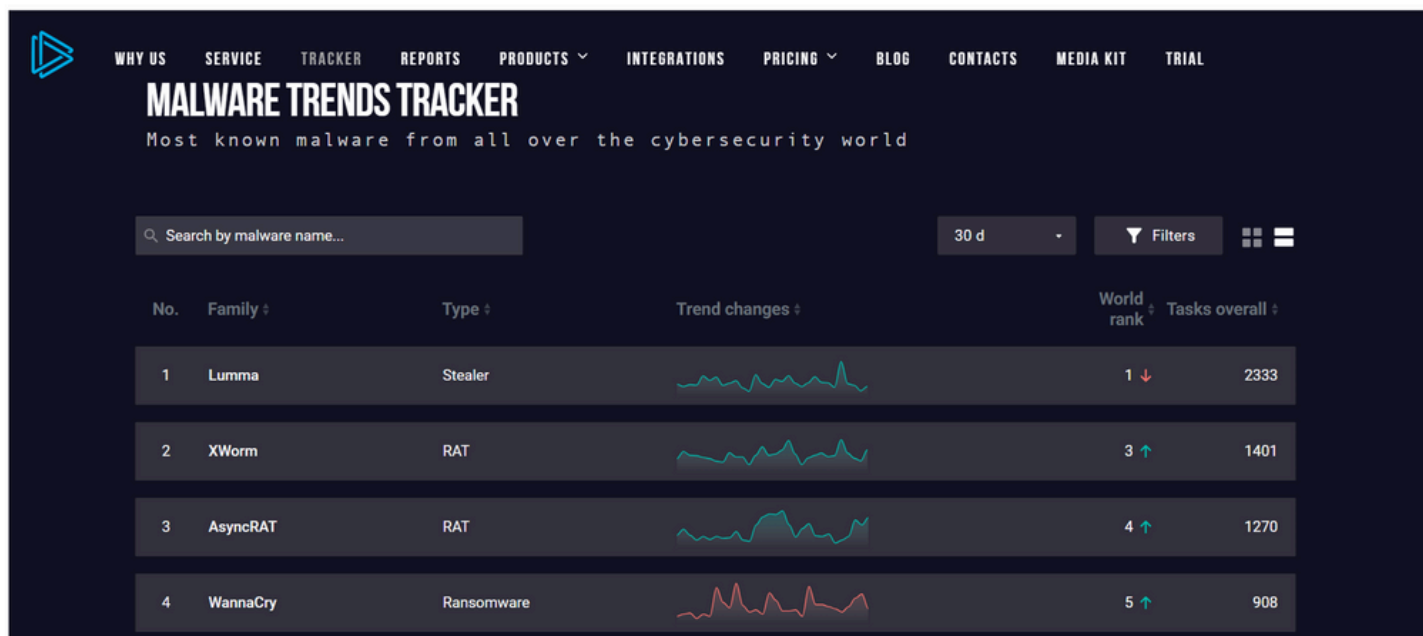 WHY US SERVICE TRACKER REPORTS PRODUCTS INTEGRATIONS PRICING BLOG CONTACTS MEDIA KIT TRIAL
MALWARE TRENDS TRACKER
Most known malware from all over the cybersecurity world
Search by malware name... 30 d Filters
No. Family Type Trend changes World rank Tasks overall
1 Lumma Stealer 1 2333
2 XWorm RAT 3 1401
3 AsyncRAT RAT 4 1270
4 WannaCry Ransomware 5 908